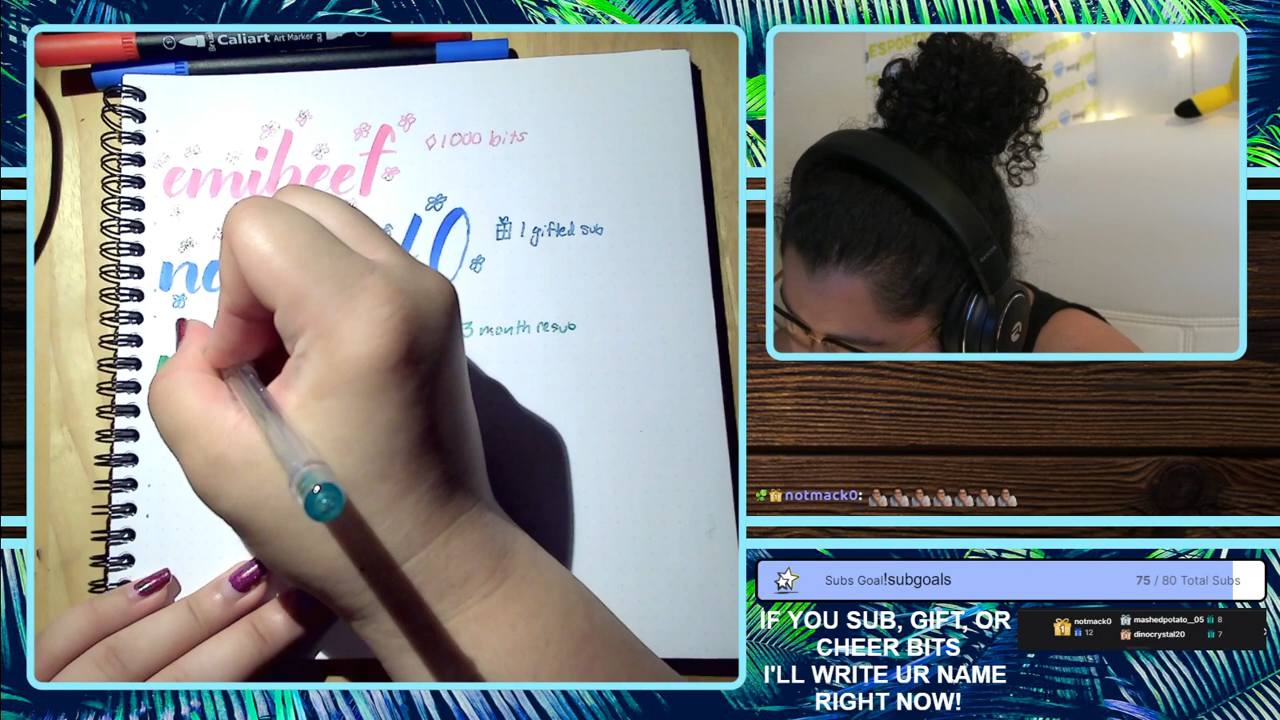 Caliart Art Marker
emibeef
1000 bits
1 gifted sub
3 month resub
ESPORTS
notmack0:
Subs Goal!subgoals
75 / 80 Total Subs
IF YOU SUB, GIFT, OR
CHEER BITS
I'LL WRITE UR NAME
RIGHT NOW!
notmack0
12
mashedpotato__05 8
dinocrystal20 7